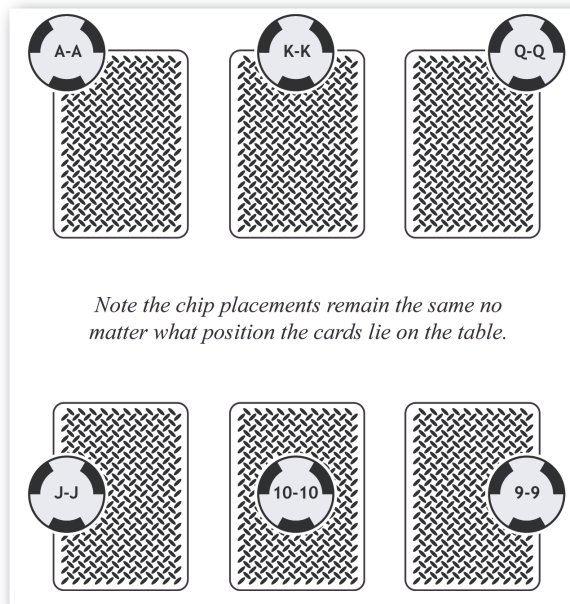 A-A
K-K
Q-Q
Note the chip placements remain the same no
matter what position the cards lie on the table.
J-J
10-10
9-9